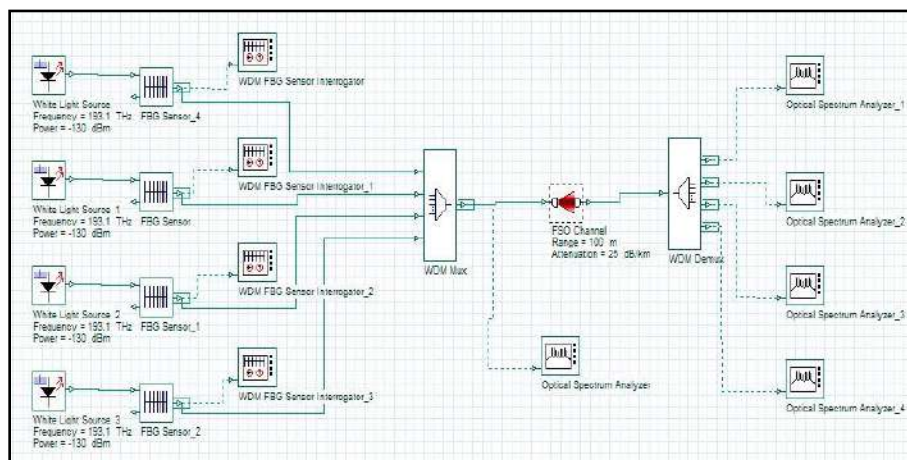 WDM FBG Sensor Interrogator
White Light Source
Frequency = 193.1 THz
Power = -130 dBm
FBG Sensor_4
Optical Spectrum Analyzer_1
WDM FBG Sensor Interrogator_1
White Light Source 1
Frequency = 193.1 THz
Power = -130 dBm
FBG Sensor
Optical Spectrum Analyzer_2
WDM Mux
FSO Channel
Range = 100 m
Attenuation = 25 dB/km
WDM Demux
WDM FBG Sensor Interrogator_2
White Light Source_2
Frequency = 193.1 THz
Power = -130 dBm
FBG Sensor_1
Optical Spectrum Analyzer_3
Optical Spectrum Analyzer
WDM FBG Sensor Interrogator_3
White Light Source_3
Frequency = 193.1 THz
Power = -130 dBm
FBG Sensor_2
Optical Spectrum Analyzer_4